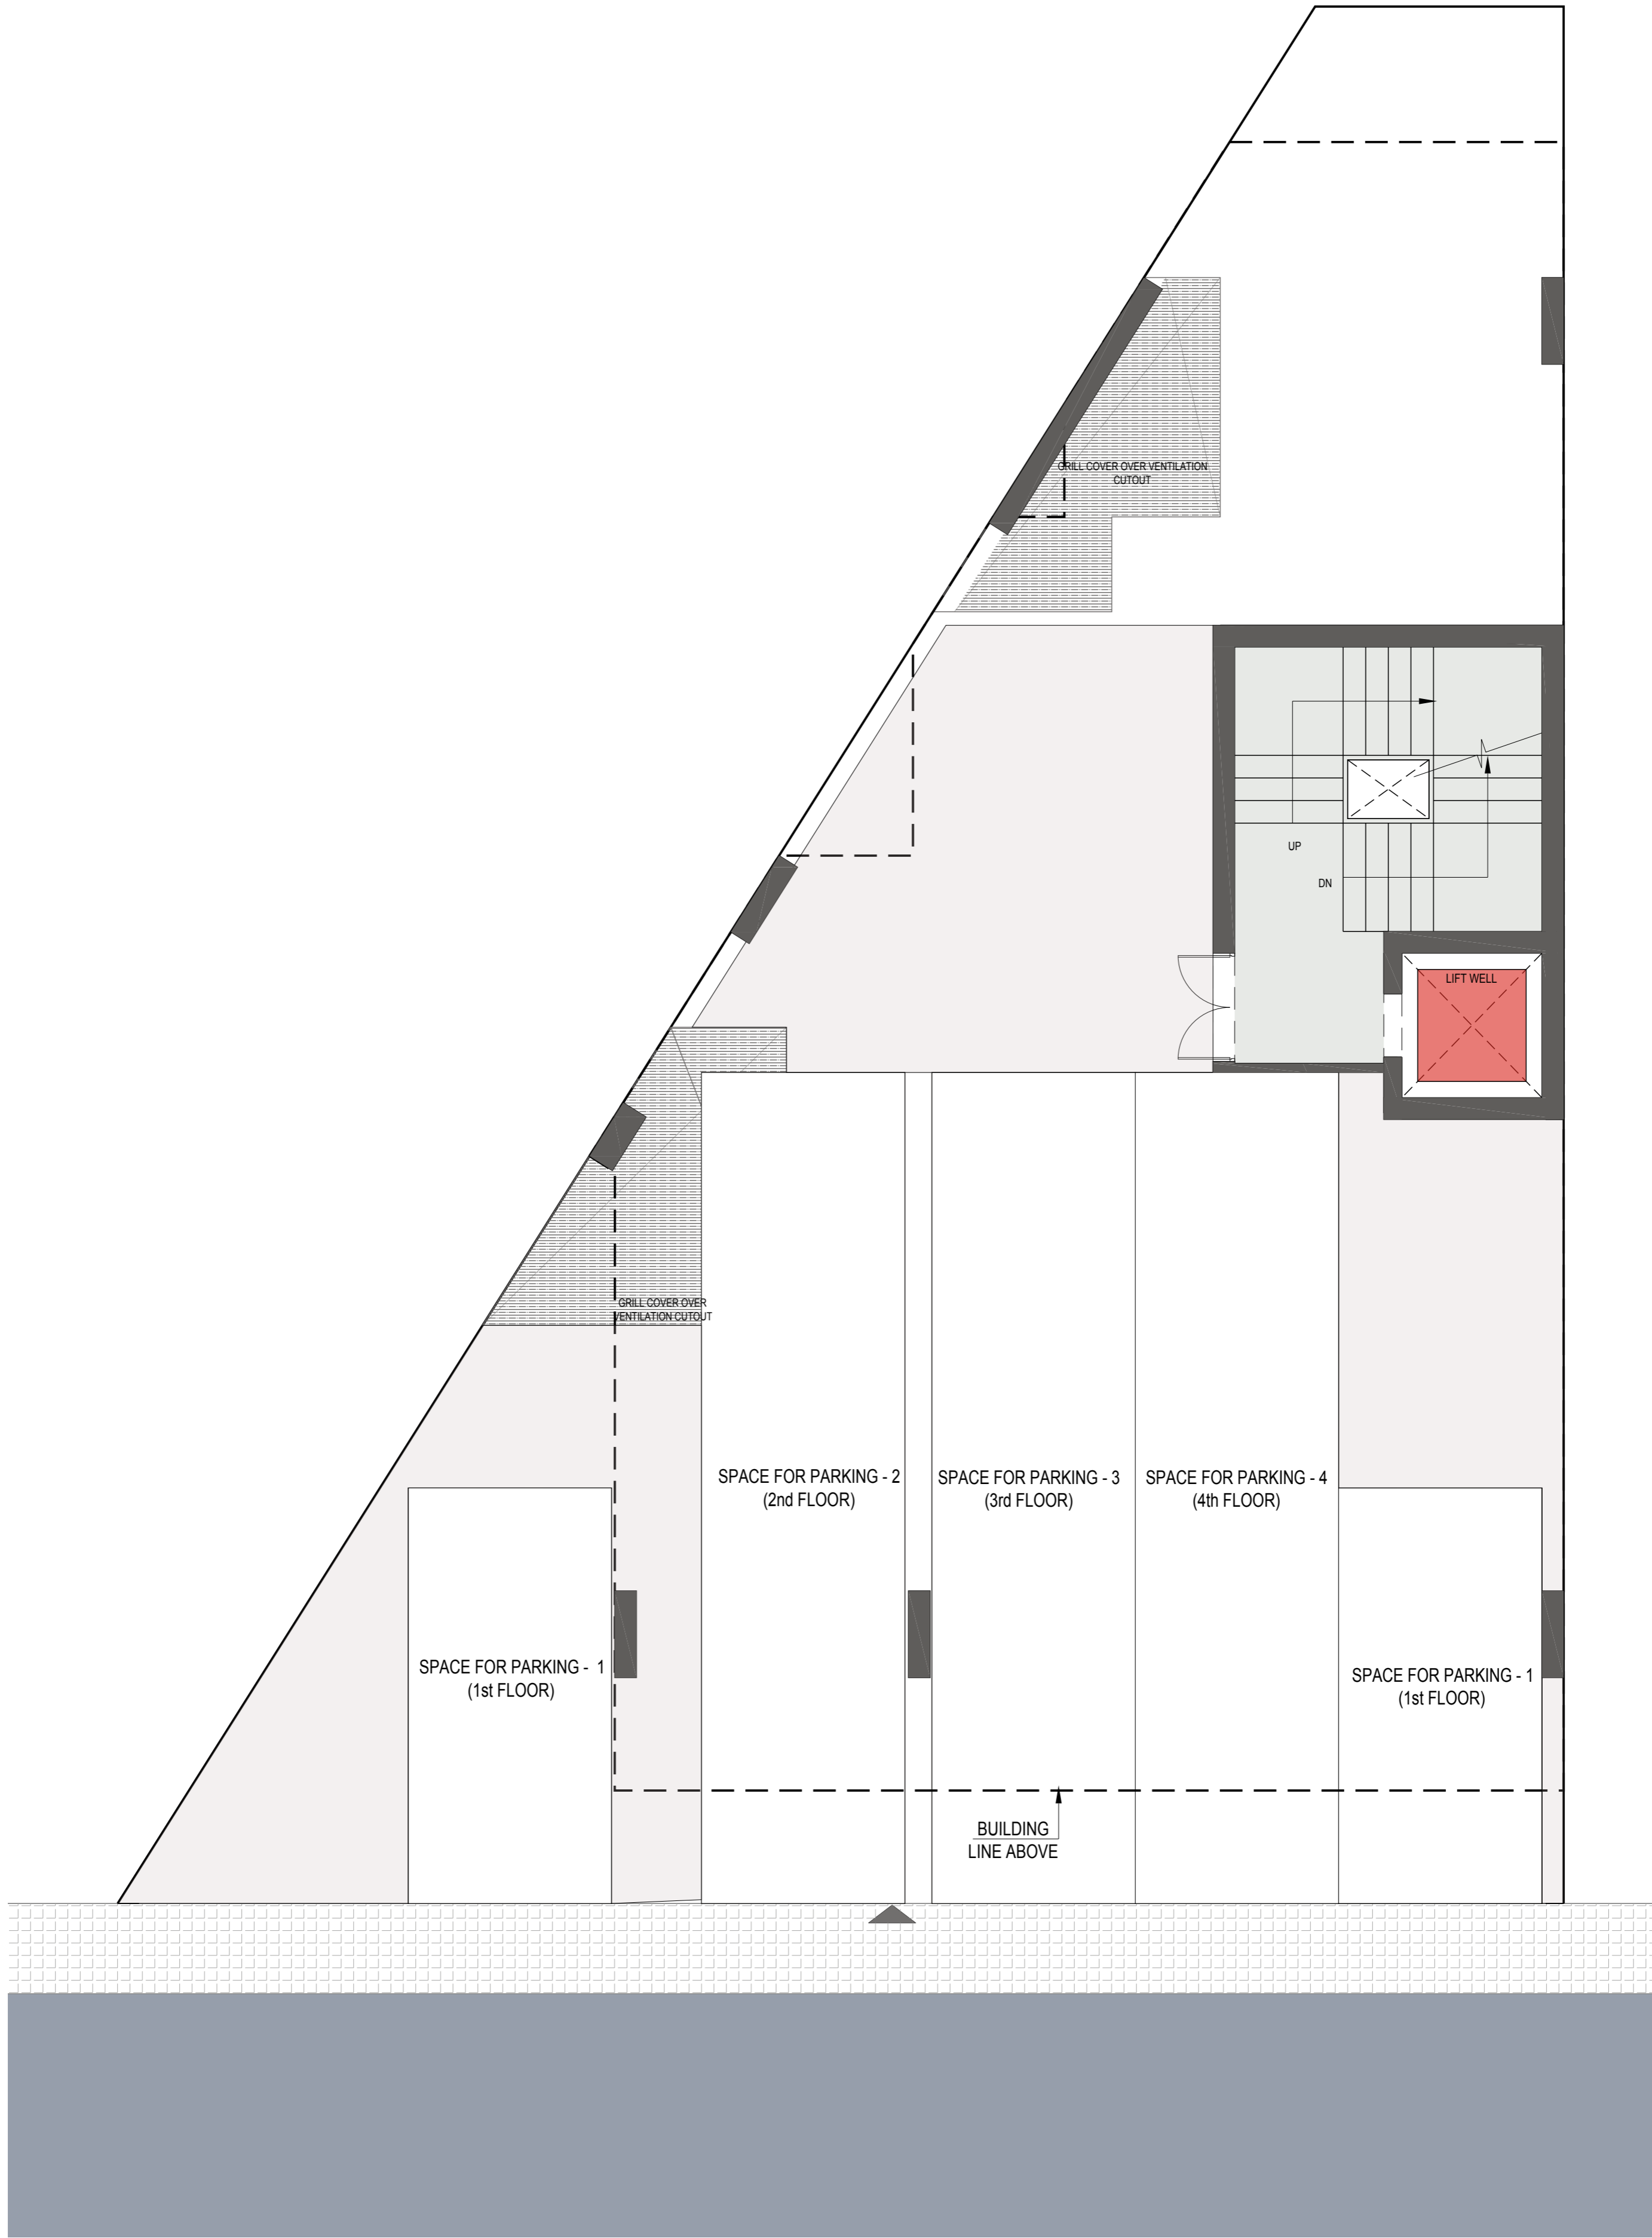 GRILL COVER OVER VENTILATION
CUTOUT
UP
DN
LIFT WELL
GRILL COVER OVER
VENTILATION CUTOUT
SPACE FOR PARKING - 2
(2nd FLOOR)
SPACE FOR PARKING - 3
(3rd FLOOR)
SPACE FOR PARKING - 4
(4th FLOOR)
SPACE FOR PARKING - 1
(1st FLOOR)
SPACE FOR PARKING - 1
(1st FLOOR)
BUILDING
LINE ABOVE